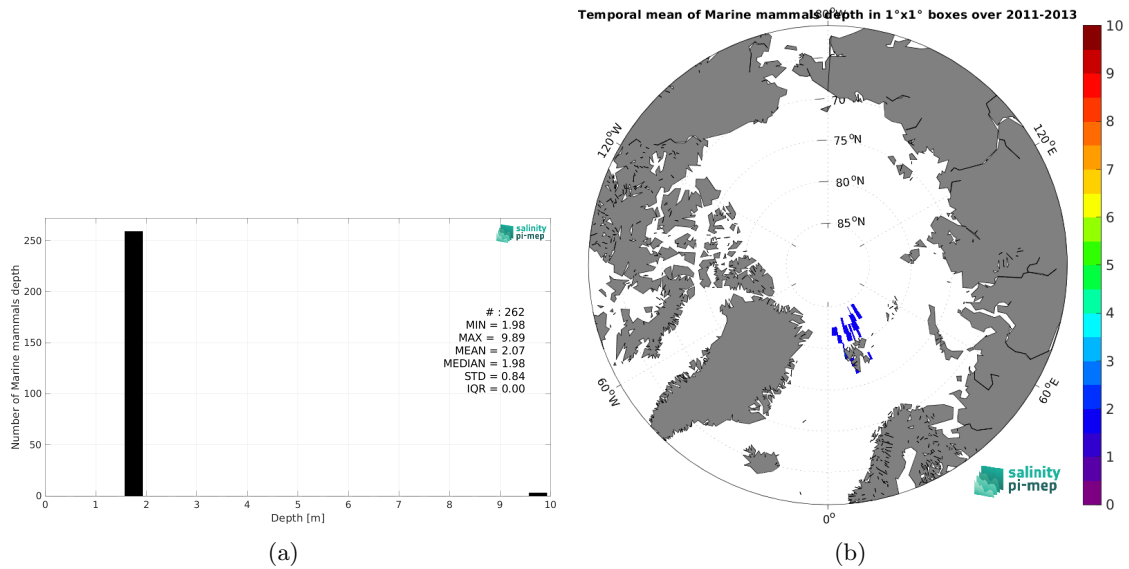 Temporal mean of Marine mammals depth in 1°x1° boxes over 2011-2013
180°W
120°W
120°E
60°W
60°E
0°
70°
75°N
80°N
85°N
10
9
8
7
6
5
4
3
2
1
0
salinity
pi-mep
Number of Marine mammals depth
250
200
150
100
50
0
salinity
pi-mep
# : 262
MIN = 1.98
MAX = 9.89
MEAN = 2.07
MEDIAN = 1.98
STD = 0.84
IQR = 0.00
0 1 2 3 4 5 6 7 8 9 10
Depth [m]
(a)
(b)